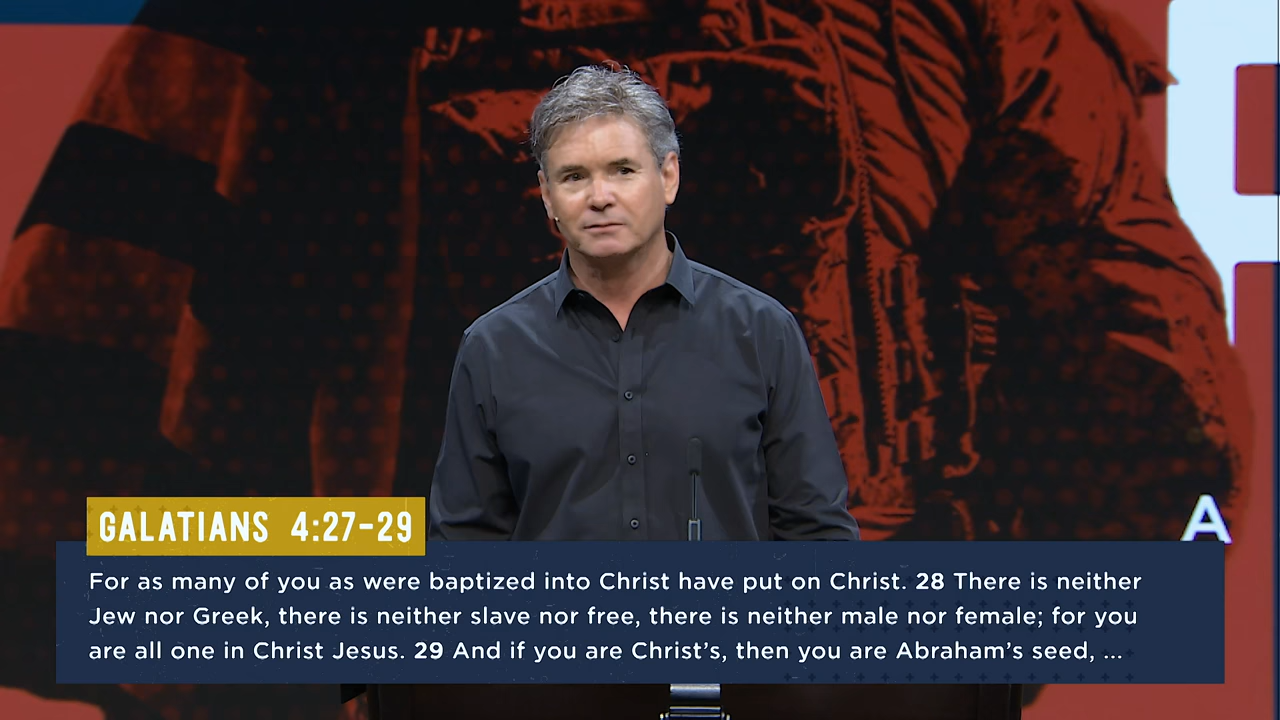 GALATIANS 4:27-29
For as many of you as were baptized into Christ have put on Christ. 28 There is neither
Jew nor Greek, there is neither slave nor free, there is neither male nor female; for you
are all one in Christ Jesus. 29 And if you are Christ's, then you are Abraham's seed, ...
A